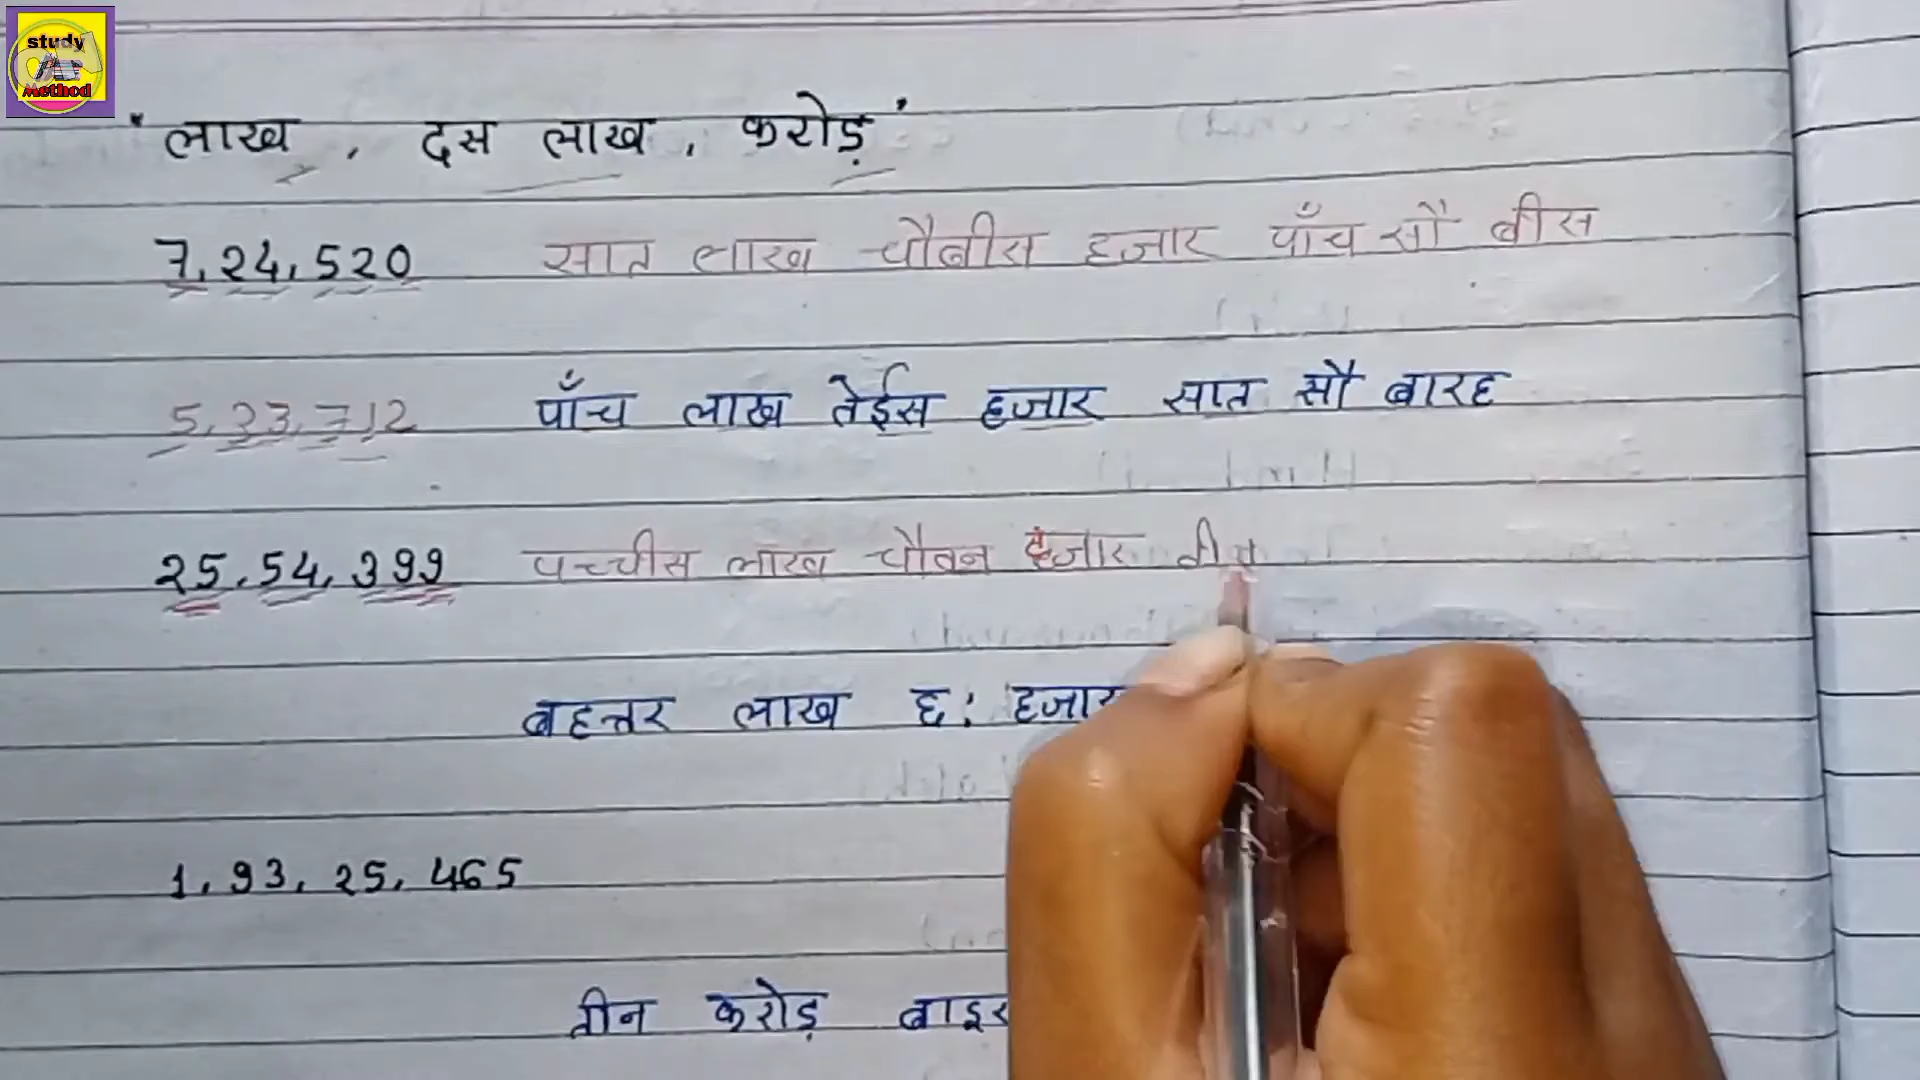 study
Method
" लाख , दस लाख , करोड़ "
7,24,520 सात लाख चौबीस हजार पाँच सौ बीस
5,23,712 पाँच लाख तेईस हजार सात सौ बारह
25,54,399 पच्चीस लाख चौवन हजार
बहत्तर लाख छ: हजार
1,93,25,465
तीन करोड़